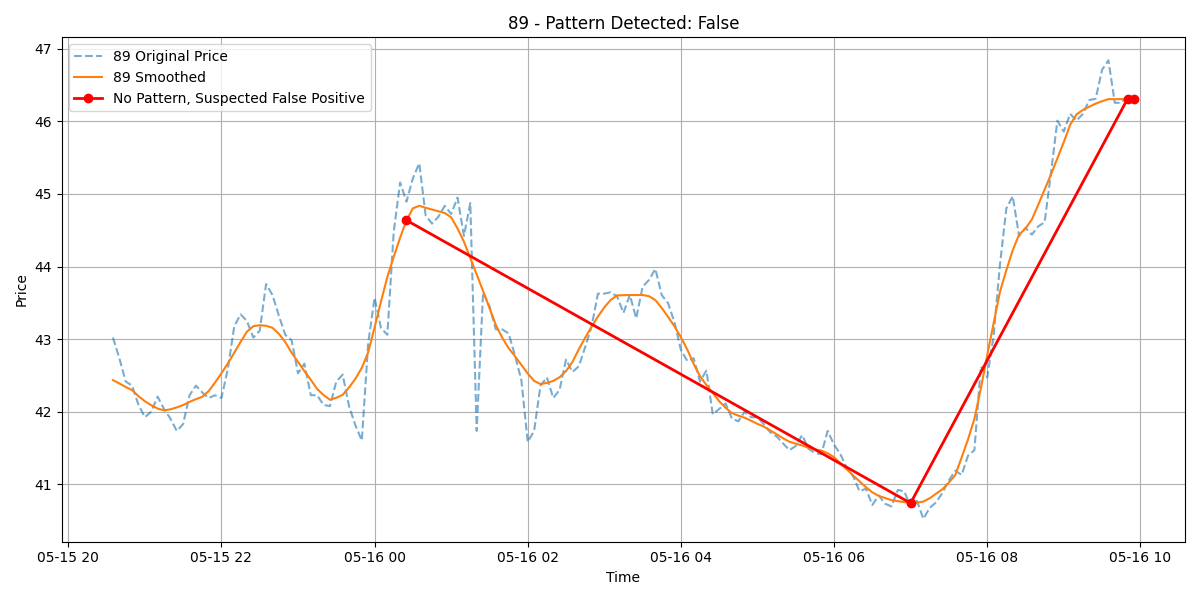 89 - Pattern Detected: False
89 Original Price
89 Smoothed
No Pattern, Suspected False Positive
Price
47
46
45
44
43
42
41
05-15 20 05-15 22 05-16 00 05-16 02 05-16 04 05-16 06 05-16 08 05-16 10
Time